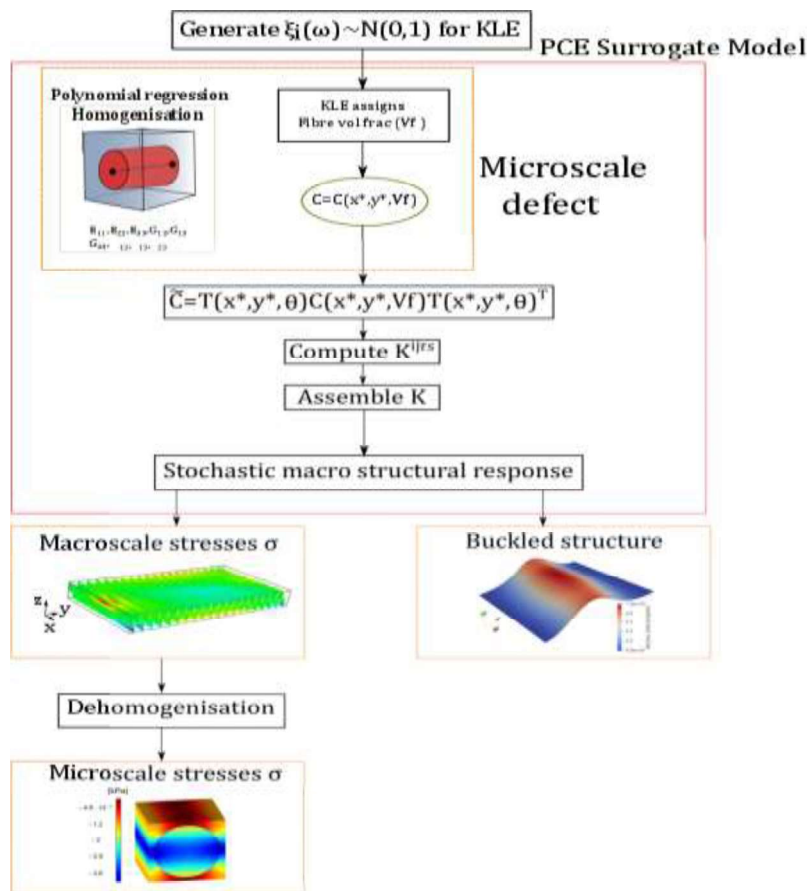 Generate ξi(ω)~N(0,1) for KLE
PCE Surrogate Model
Polynomial regression
Homogenisation
KLE assigns
Fibre vol frac (Vf )
C=C(x*,y*,Vf)
Microscale
defect
C̃=T(x*,y*,θ)C(x*,y*,Vf)T(x*,y*,θ)ᵀ
Compute Kⁱʲʳˢ
Assemble K
Stochastic macro structural response
Macroscale stresses σ
z
y
x
Buckled structure
Dehomogenisation
Microscale stresses σ